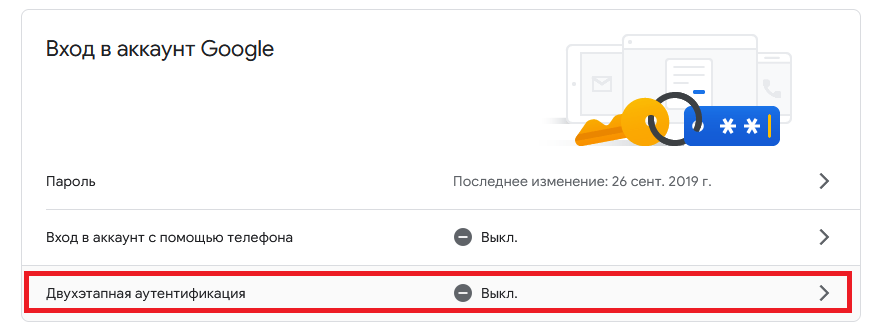 Вход в аккаунт Google
**
Пароль Последнее изменение: 26 сент. 2019 г.
Вход в аккаунт с помощью телефона Выкл.
Двухэтапная аутентификация Выкл.